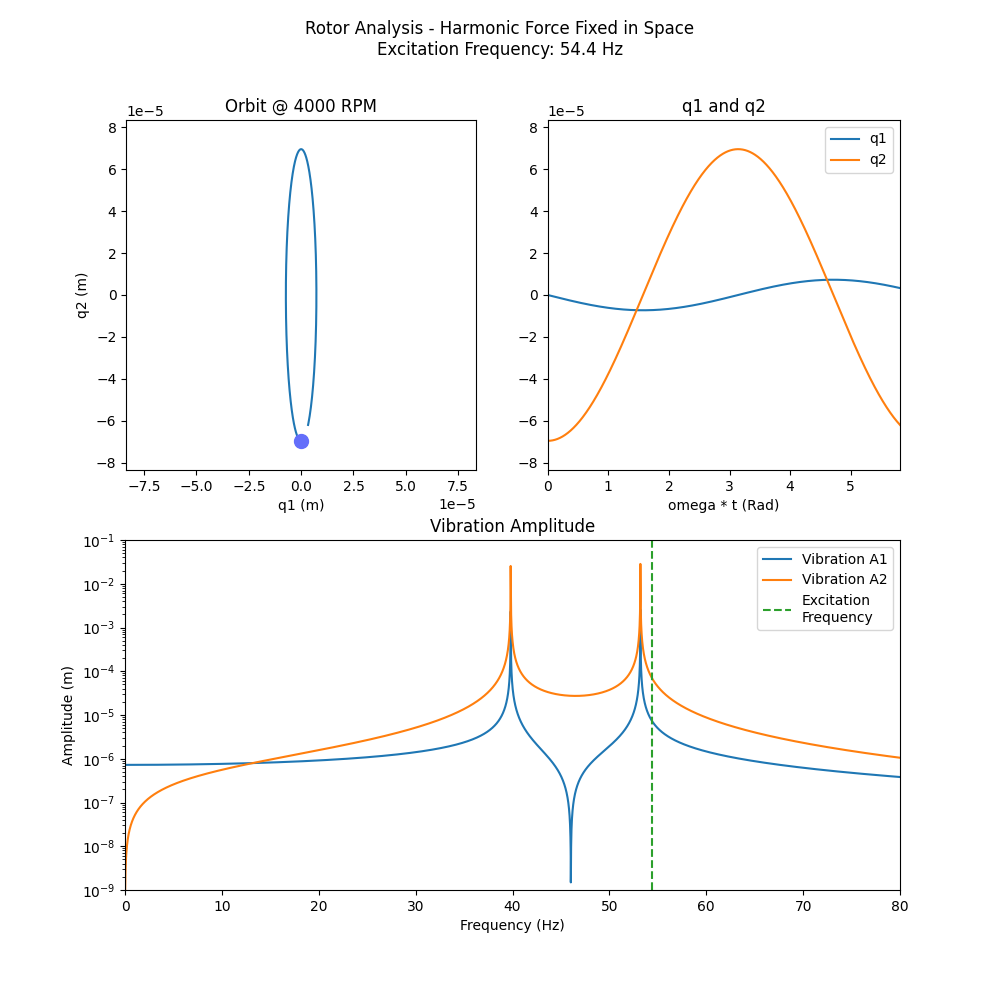 Rotor Analysis - Harmonic Force Fixed in Space
Excitation Frequency: 54.4 Hz
Orbit @ 4000 RPM
1e−5
8
6
4
2
0
−2
−4
−6
−8
q2 (m)
−7.5 −5.0 −2.5 0.0 2.5 5.0 7.5
q1 (m)
1e−5
q1 and q2
1e−5
8
6
4
2
0
−2
−4
−6
−8
q1
q2
0 1 2 3 4 5
omega * t (Rad)
Vibration Amplitude
10−1
10−2
10−3
10−4
10−5
10−6
10−7
10−8
10−9
Amplitude (m)
Vibration A1
Vibration A2
Excitation
Frequency
0 10 20 30 40 50 60 70 80
Frequency (Hz)